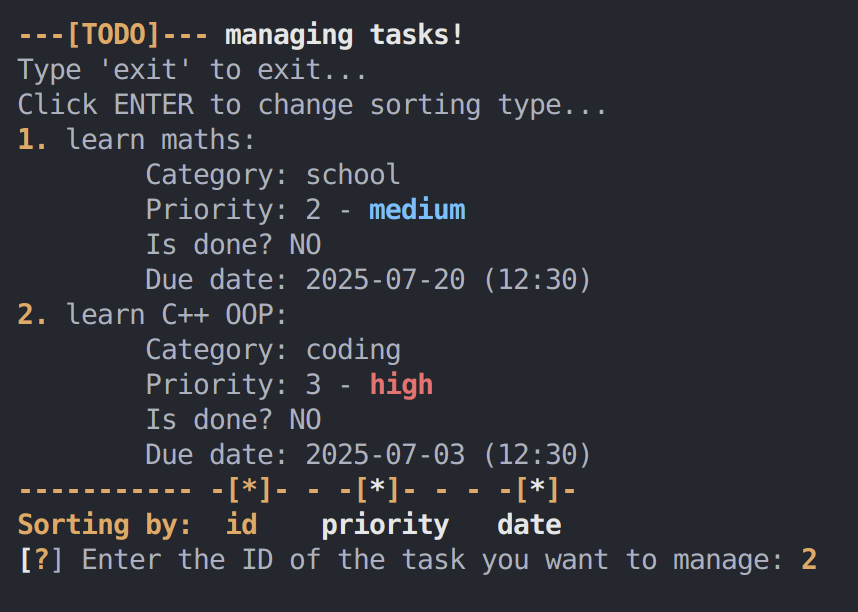 ---[TODO]--- managing tasks!
Type 'exit' to exit...
Click ENTER to change sorting type...
1. learn maths:
        Category: school
        Priority: 2 - medium
        Is done? NO
        Due date: 2025-07-20 (12:30)
2. learn C++ OOP:
        Category: coding
        Priority: 3 - high
        Is done? NO
        Due date: 2025-07-03 (12:30)
----------- -[*]- - -[*]- - - -[*]-
Sorting by:  id    priority   date
[?] Enter the ID of the task you want to manage: 2